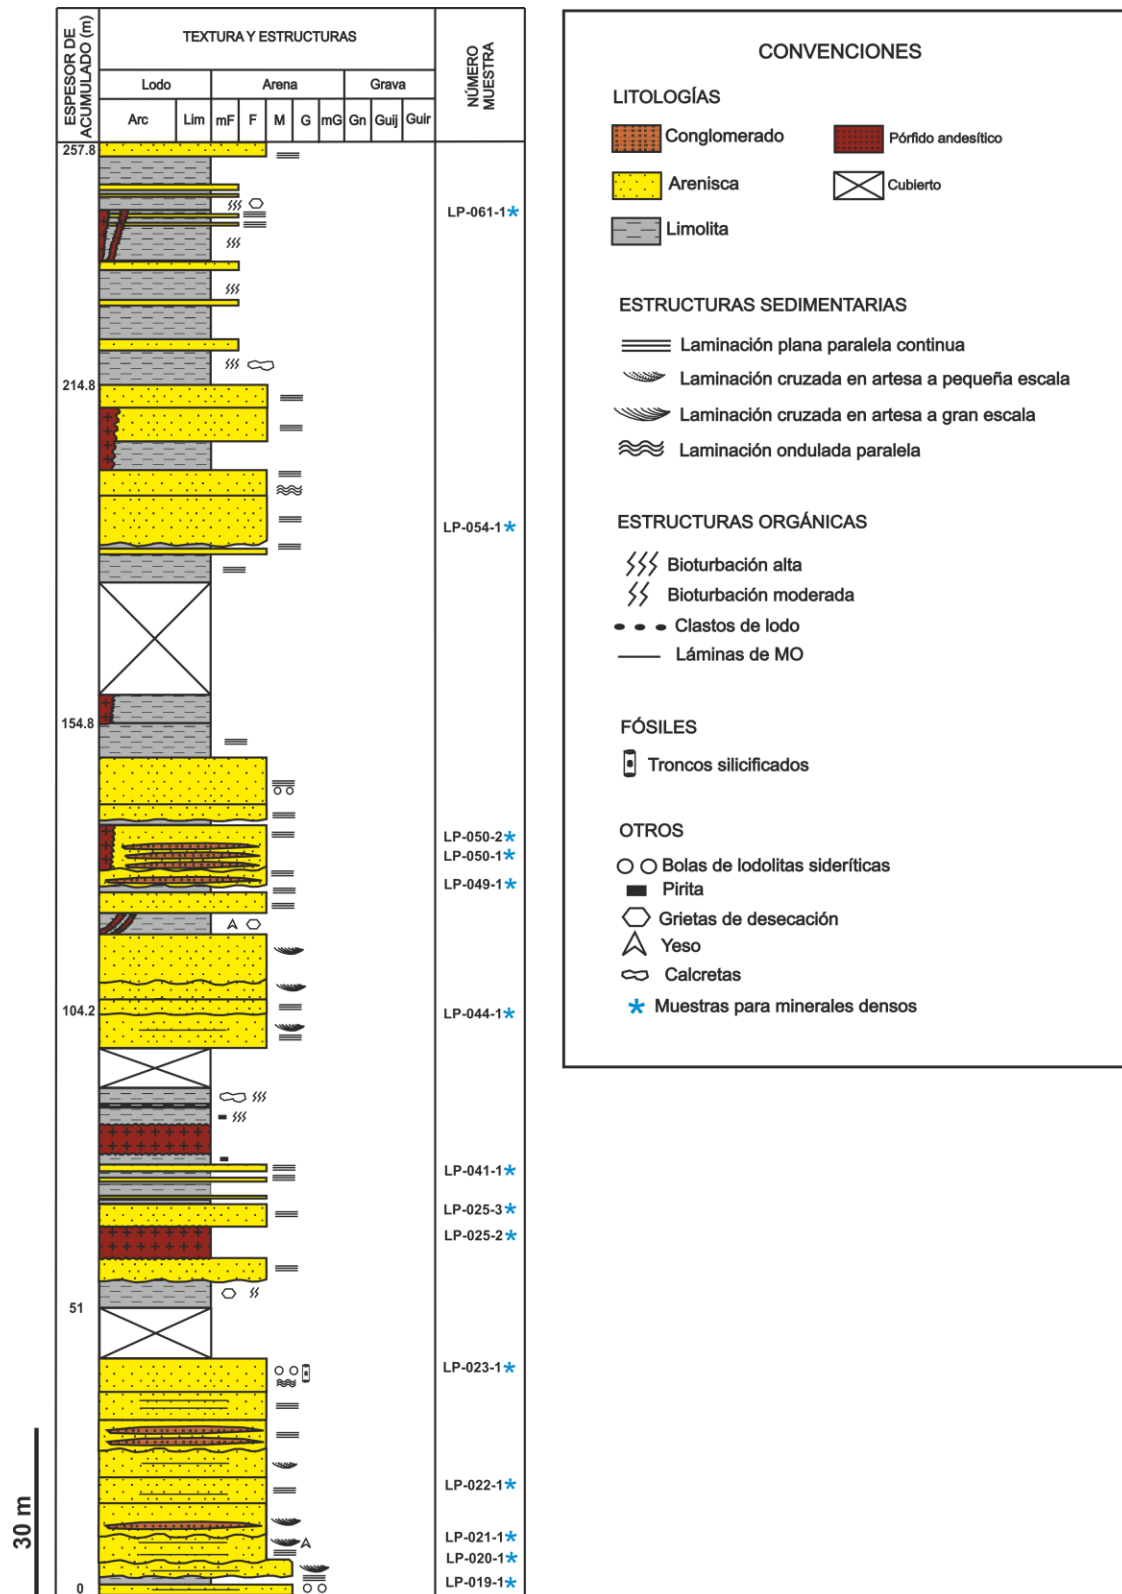 ESPESOR DE
ACUMULADO (m)
TEXTURA Y ESTRUCTURAS
NÚMERO
MUESTRA
Lodo
Arena
Grava
Arc
Lim
mF
F
M
G
mG
Gn
Guij
Guir
257.8
LP-061-1*
214.8
LP-054-1*
154.8
LP-050-2*
LP-050-1*
LP-049-1*
104.2
LP-044-1*
LP-041-1*
LP-025-3*
LP-025-2*
51
LP-023-1*
LP-022-1*
LP-021-1*
LP-020-1*
LP-019-1*
0
30 m
CONVENCIONES
LITOLOGÍAS
Conglomerado
Pórfido andesítico
Arenisca
Cubierto
Limolita
ESTRUCTURAS SEDIMENTARIAS
Laminación plana paralela continua
Laminación cruzada en artesa a pequeña escala
Laminación cruzada en artesa a gran escala
Laminación ondulada paralela
ESTRUCTURAS ORGÁNICAS
Bioturbación alta
Bioturbación moderada
Clastos de lodo
Láminas de MO
FÓSILES
Troncos silicificados
OTROS
Bolas de lodolitas sideríticas
Pirita
Grietas de desecación
Yeso
Calcretas
* Muestras para minerales densos